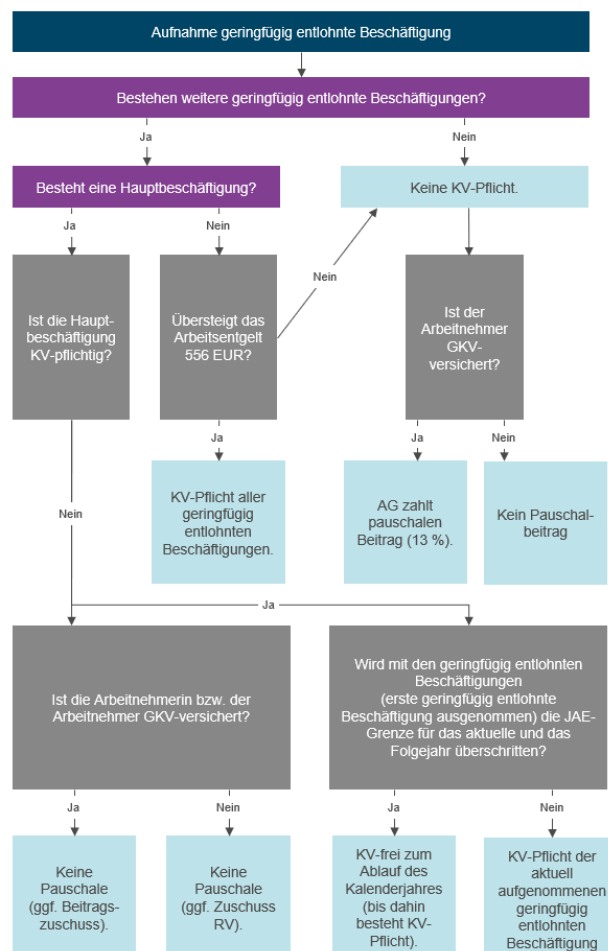 Aufnahme geringfügig entlohnte Beschäftigung
Bestehen weitere geringfügig entlohnte Beschäftigungen?
Ja
Nein
Besteht eine Hauptbeschäftigung?
Keine KV-Pflicht.
Ja
Nein
Nein
Ist die Haupt-
beschäftigung
KV-pflichtig?
Übersteigt das
Arbeitsentgelt
556 EUR?
Ist der
Arbeitnehmer
GKV-
versichert?
Ja
Ja
Nein
Nein
KV-Pflicht aller
geringfügig
entlohnten
Beschäftigungen.
AG zahlt
pauschalen
Beitrag (13 %).
Kein Pauschal-
beitrag
Ja
Ist die Arbeitnehmerin bzw. der
Arbeitnehmer GKV-versichert?
Wird mit den geringfügig entlohnten
Beschäftigungen
(erste geringfügig entlohnte
Beschäftigung ausgenommen) die JAE-
Grenze für das aktuelle und das
Folgejahr überschritten?
Ja
Nein
Ja
Nein
Keine
Pauschale
(ggf. Beitrags-
zuschuss).
Keine
Pauschale
(ggf. Zuschuss
RV).
KV-frei zum
Ablauf des
Kalenderjahres
(bis dahin
besteht KV-
Pflicht).
KV-Pflicht der
aktuell
aufgenommenen
geringfügig
entlohnten
Beschäftigung